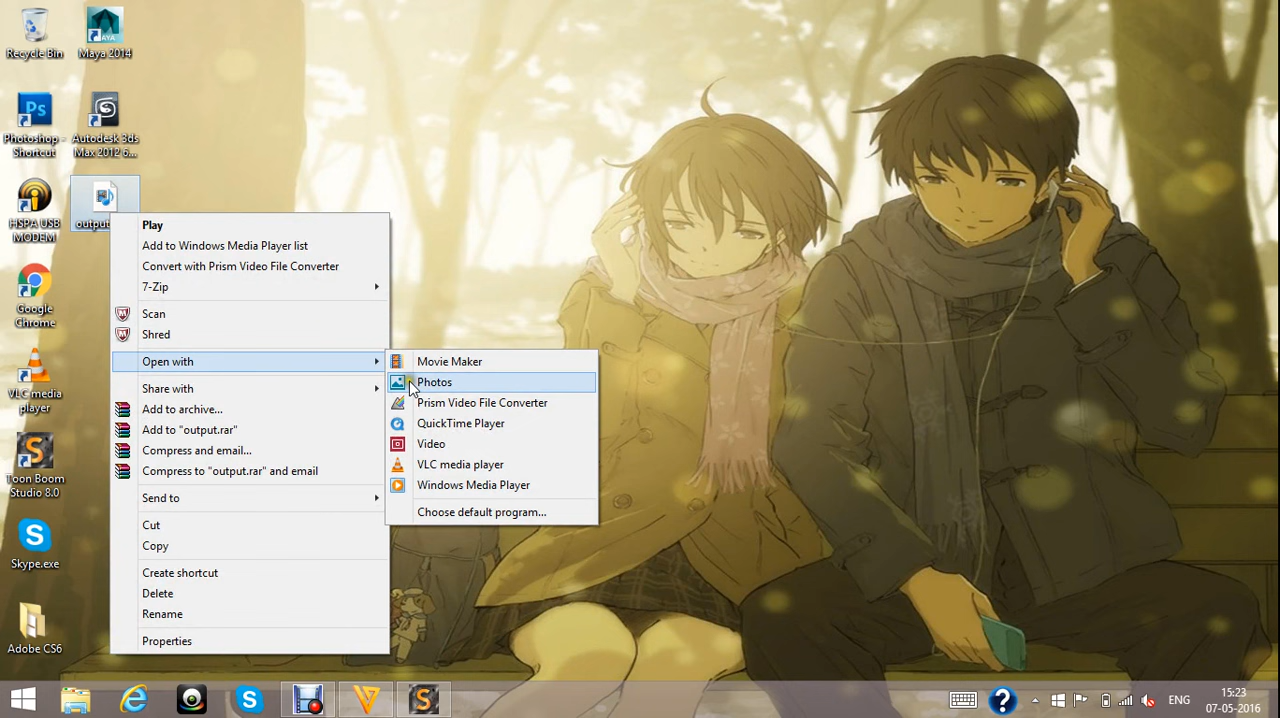 Recycle Bin
Maya 2014
Photoshop -
Shortcut
Autodesk 3ds
Max 2012 6...
HSPA USB
MODEM
output
Google
Chrome
VLC media
player
Toon Boom
Studio 8.0
Skype.exe
Adobe CS6
Play
Add to Windows Media Player list
Convert with Prism Video File Converter
7-Zip
Scan
Shred
Open with
Share with
Add to archive...
Add to "output.rar"
Compress and email...
Compress to "output.rar" and email
Send to
Cut
Copy
Create shortcut
Delete
Rename
Properties
Movie Maker
Photos
Prism Video File Converter
QuickTime Player
Video
VLC media player
Windows Media Player
Choose default program...
ENG
15:23
07-05-2016